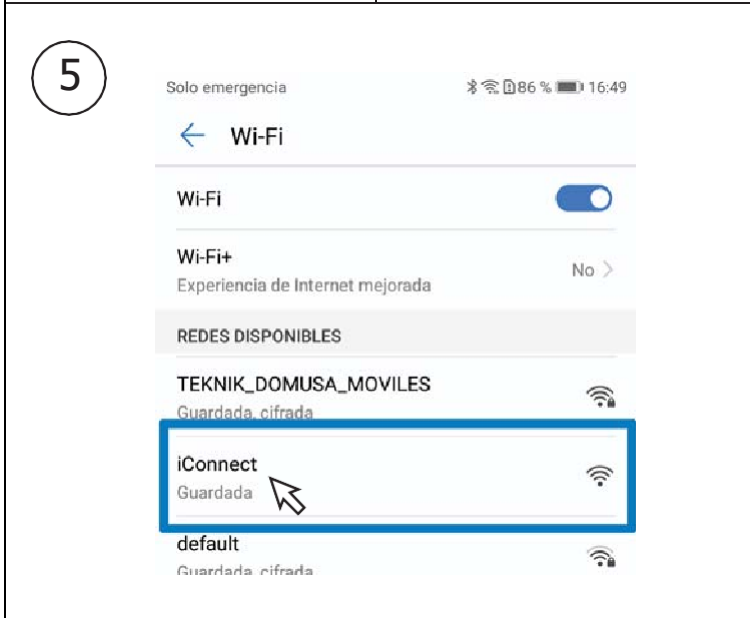 5
Solo emergencia 86 % 16:49
Wi-Fi
Wi-Fi
Wi-Fi+
Experiencia de Internet mejorada
No
REDES DISPONIBLES
TEKNIK_DOMUSA_MOVILES
Guardada, cifrada
iConnect
Guardada
default
Guardada, cifrada